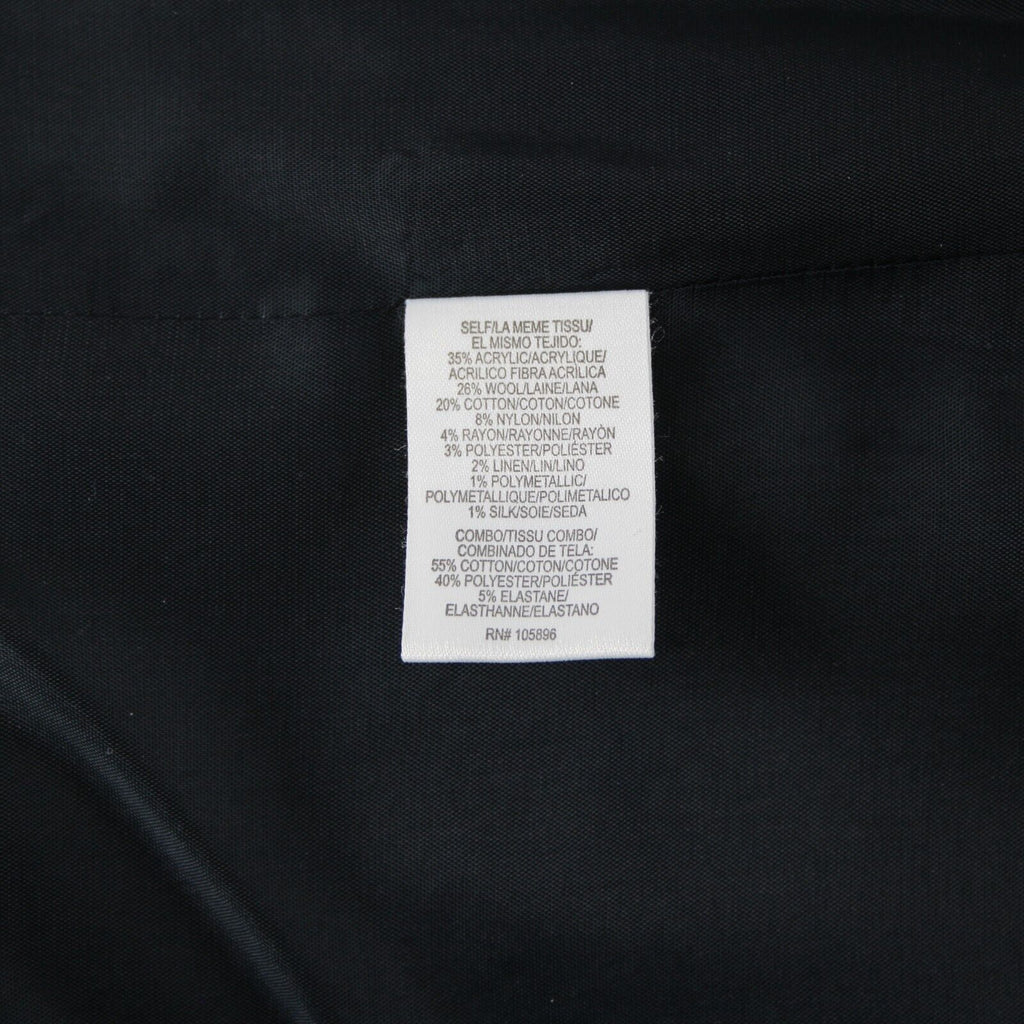 SELF/LA MEME TISSU/
EL MISMO TEJIDO:
35% ACRYLIC/ACRYLIQUE/
ACRILICO FIBRA ACRÍLICA
26% WOOL/LAINE/LANA
20% COTTON/COTON/COTONE
8% NYLON/NILON
4% RAYON/RAYONNE/RAYÒN
3% POLYESTER/POLIÉSTER
2% LINEN/LIN/LINO
1% POLYMETALLIC/
POLYMETALLIQUE/POLIMETALICO
1% SILK/SOIE/SEDA
COMBO/TISSU COMBO/
COMBINADO DE TELA:
55% COTTON/COTON/COTONE
40% POLYESTER/POLIÉSTER
5% ELASTANE/
ELASTHANNE/ELASTANO
RN# 105896